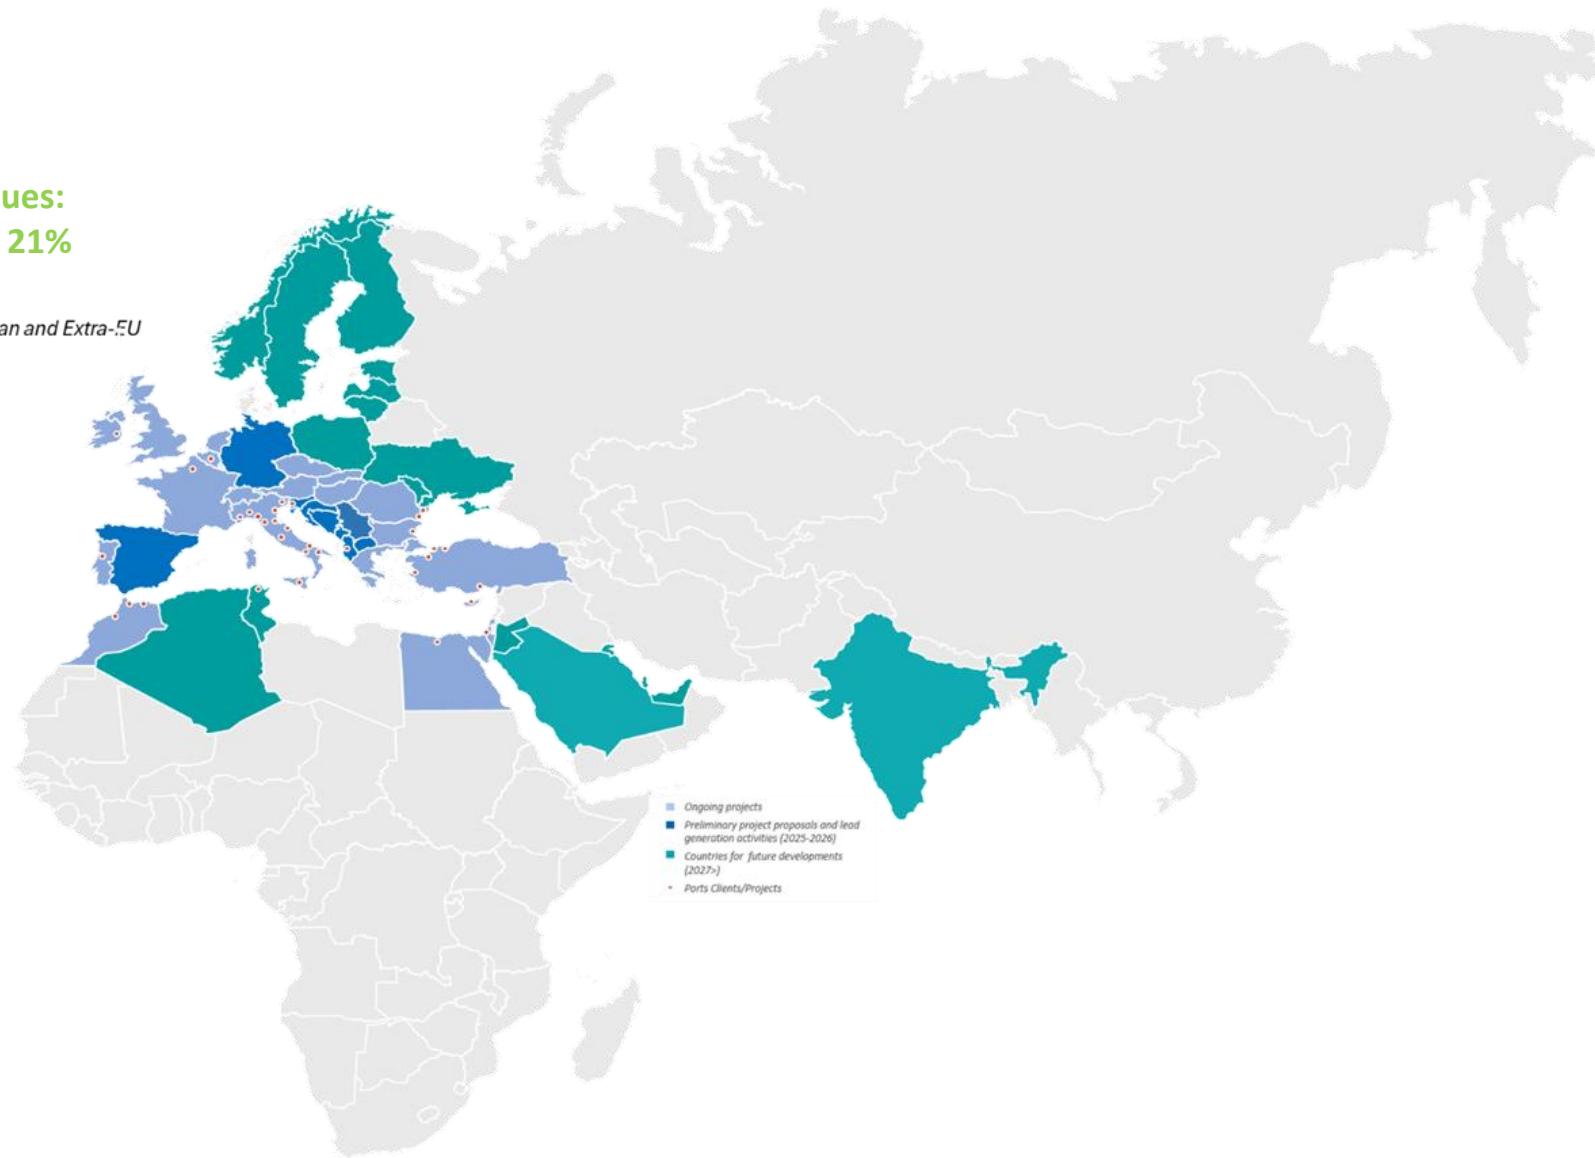 ues:
21%
an and Extra-EU
Ongoing projects
Preliminary project proposals and lead
generation activities (2025-2026)
Countries for future developments
(2027>)
Ports Clients/Projects